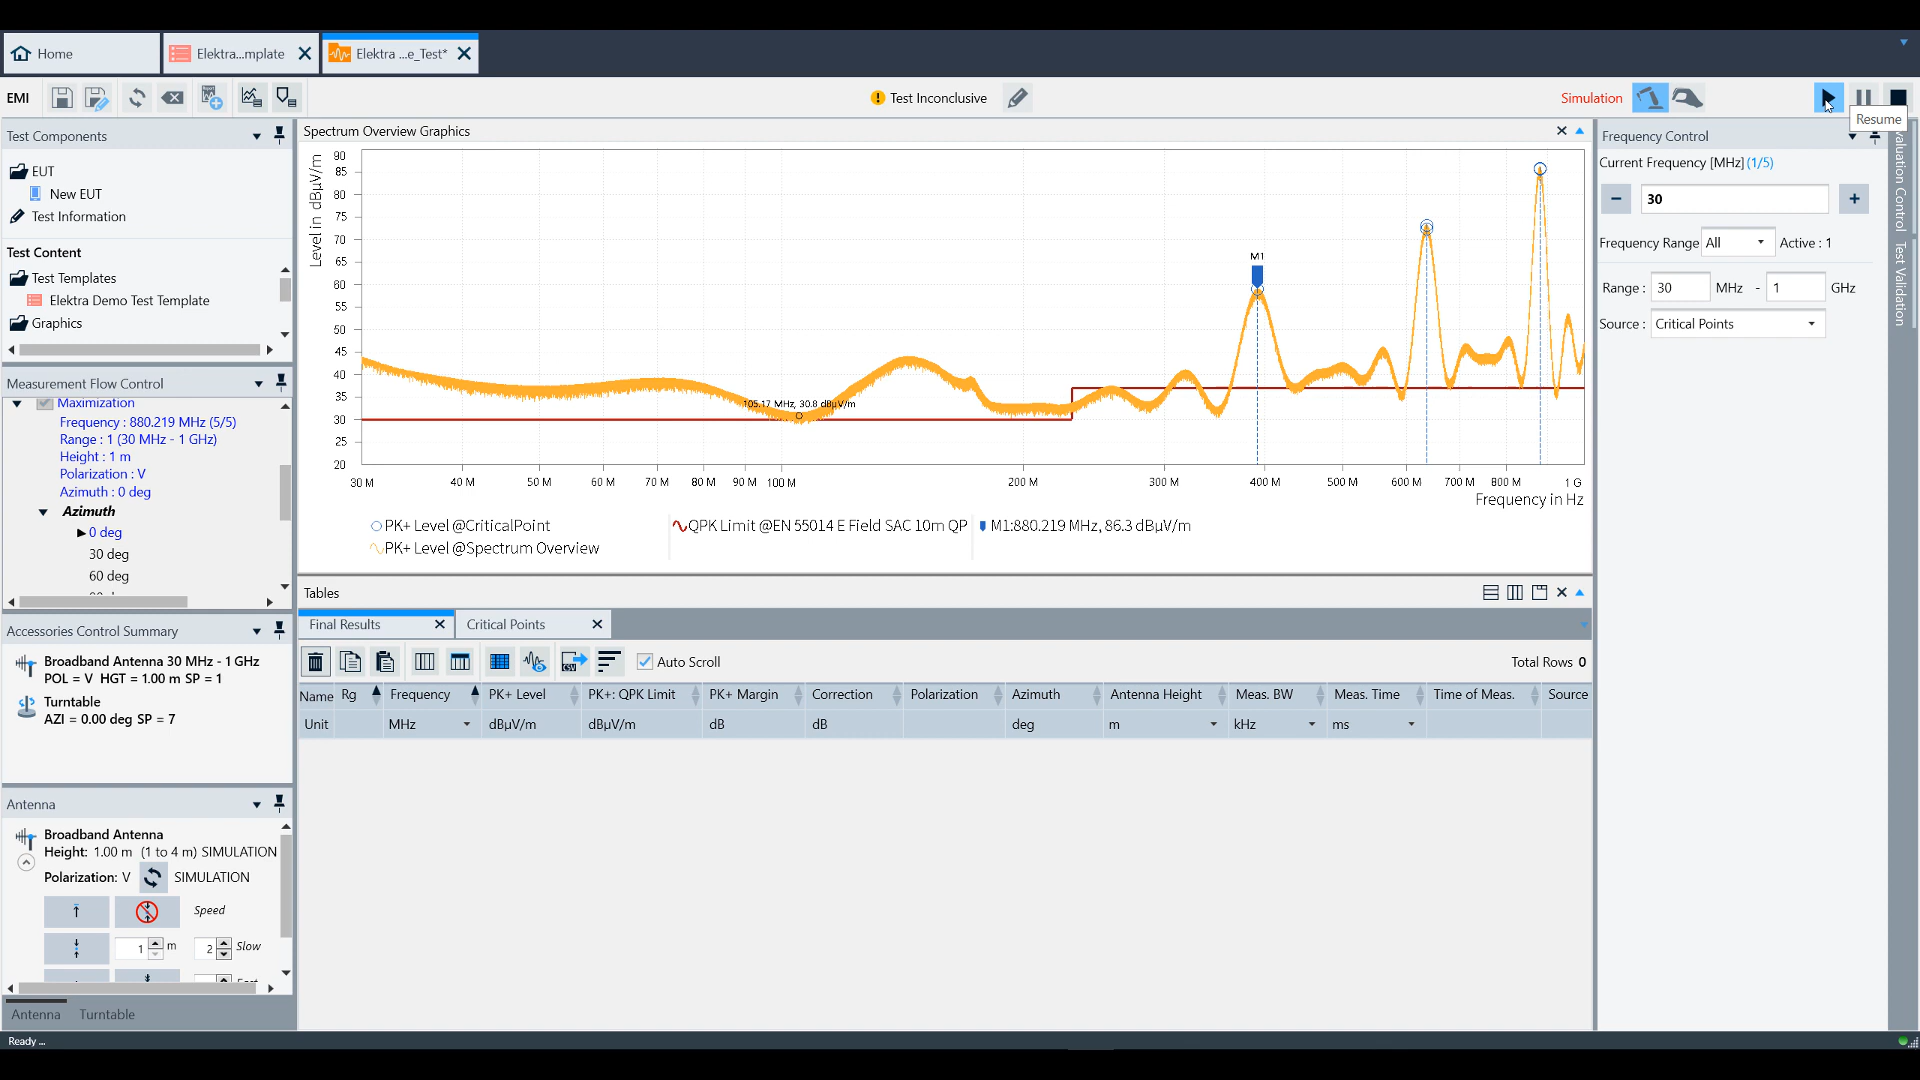 Home
Elektra...mplate
Elektra ...e_Test*
EMI
Test Inconclusive
Simulation
Resume
Test Components
EUT
New EUT
Test Information
Test Content
Test Templates
Elektra Demo Test Template
Graphics
Measurement Flow Control
Maximization
Frequency : 880.219 MHz (5/5)
Range : 1 (30 MHz - 1 GHz)
Height : 1 m
Polarization : V
Azimuth : 0 deg
Azimuth
0 deg
30 deg
60 deg
Accessories Control Summary
Broadband Antenna 30 MHz - 1 GHz
POL = V HGT = 1.00 m SP = 1
Turntable
AZI = 0.00 deg SP = 7
Antenna
Broadband Antenna
Height: 1.00 m (1 to 4 m) SIMULATION
Polarization: V SIMULATION
Speed
1 m 2 Slow
Antenna Turntable
Ready ...
Spectrum Overview Graphics
Level in dBµV/m
90
85
80
75
70
65
60
55
50
45
40
35
30
25
20
M1
105.17 MHz, 30.8 dBµV/m
30 M 40 M 50 M 60 M 70 M 80 M 90 M 100 M 200 M 300 M 400 M 500 M 600 M 700 M 800 M 1 G
Frequency in Hz
PK+ Level @CriticalPoint
QPK Limit @EN 55014 E Field SAC 10m QP
M1:880.219 MHz, 86.3 dBµV/m
PK+ Level @Spectrum Overview
Tables
Final Results
Critical Points
CSV
Auto Scroll
Total Rows 0
Name Rg Frequency PK+ Level PK+: QPK Limit PK+ Margin Correction Polarization Azimuth Antenna Height Meas. BW Meas. Time Time of Meas. Source
Unit MHz dBµV/m dBµV/m dB dB deg m kHz ms
Frequency Control
Current Frequency [MHz] (1/5)
30
Frequency Range All Active : 1
Range : 30 MHz - 1 GHz
Source : Critical Points
Control
Test Validation